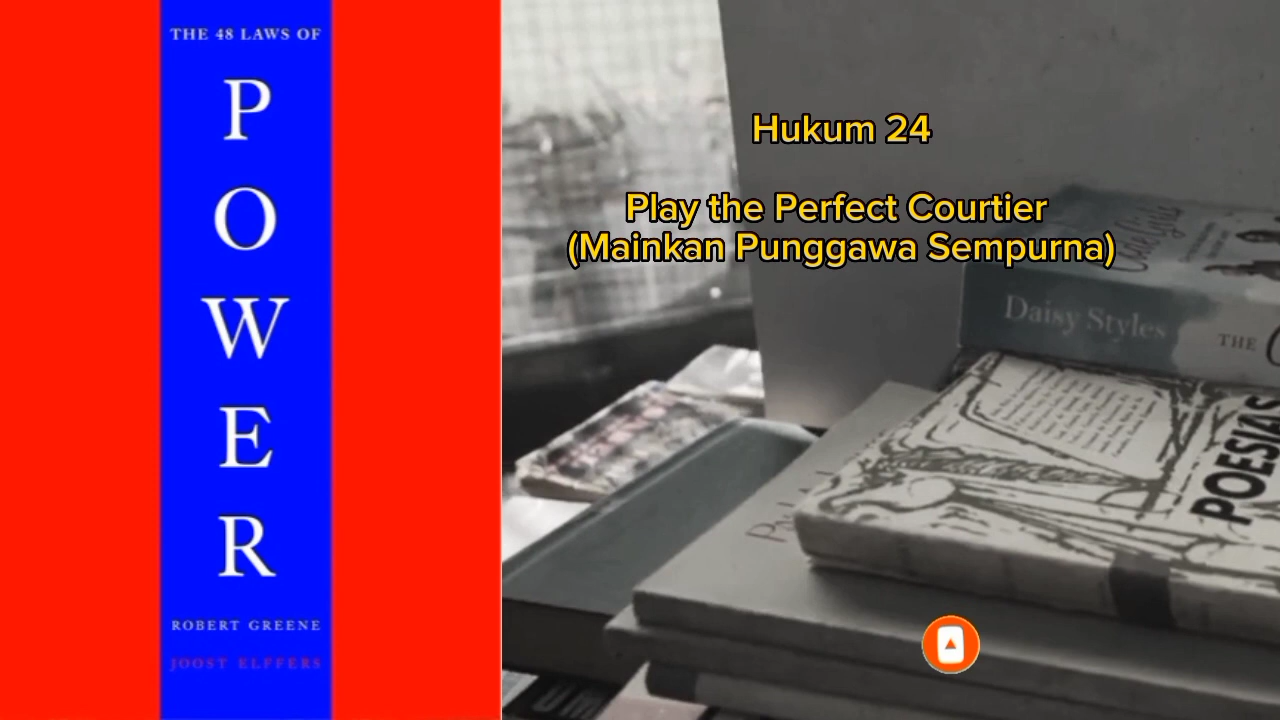 THE 48 LAWS OF
P
O
W
E
R
ROBERT GREENE
JOOST ELFFERS
Hukum 24
Play the Perfect Courtier
(Mainkan Punggawa Sempurna)
Daisy Styles
THE
POESIAS